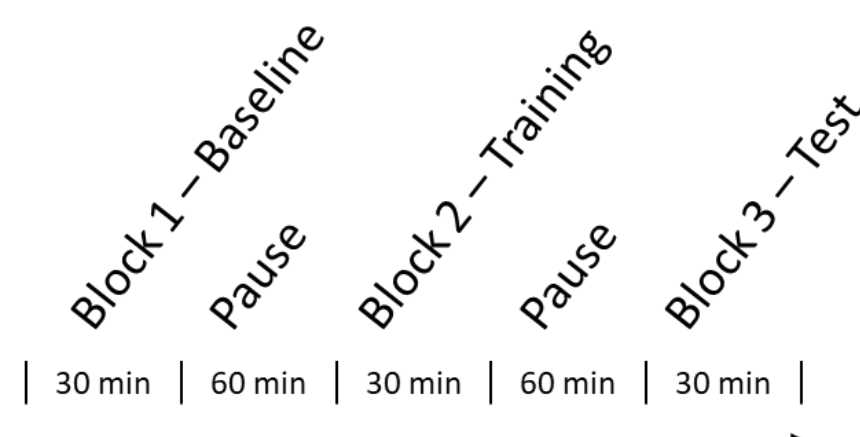 Block 1 – Baseline
Pause
Block 2 – Training
Pause
Block 3 – Test
30 min
60 min
30 min
60 min
30 min